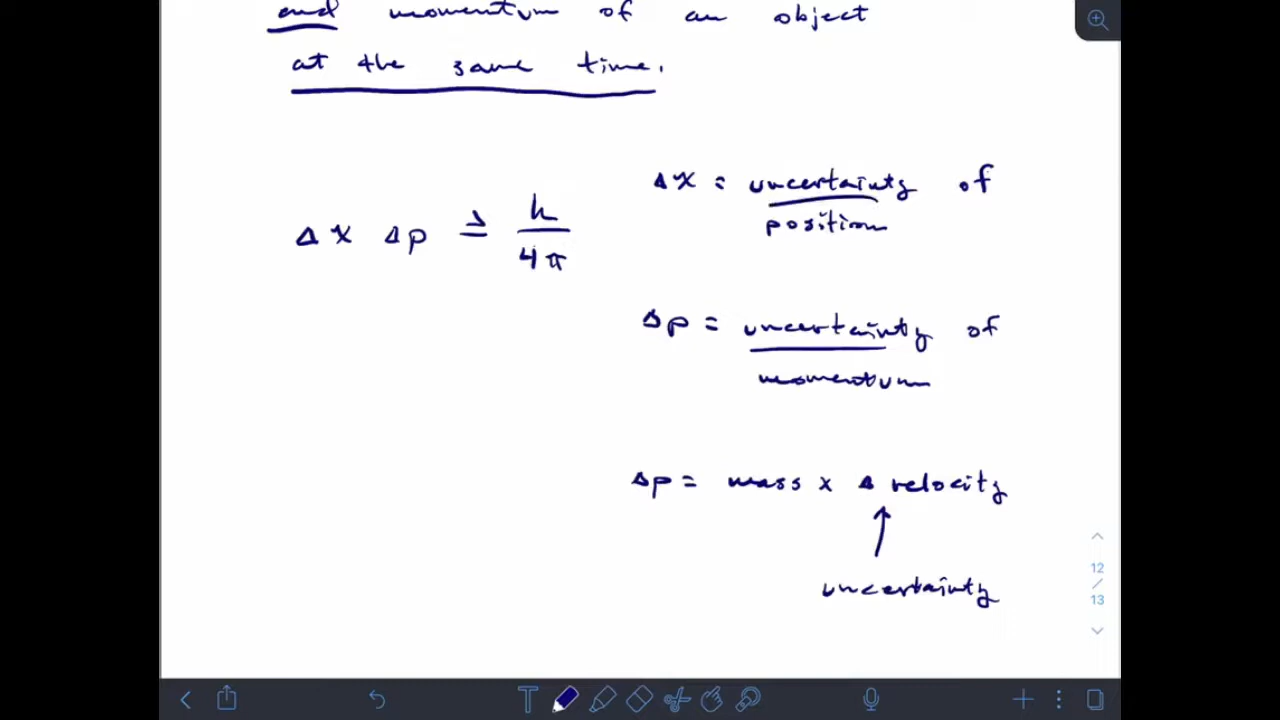 and momentum of an object
at the same time.
Δx = uncertainty of
position
Δx Δp ≥ h/4π
Δp = uncertainty of
momentum
Δp = mass x Δ velocity
uncertainty
12
/
13
T